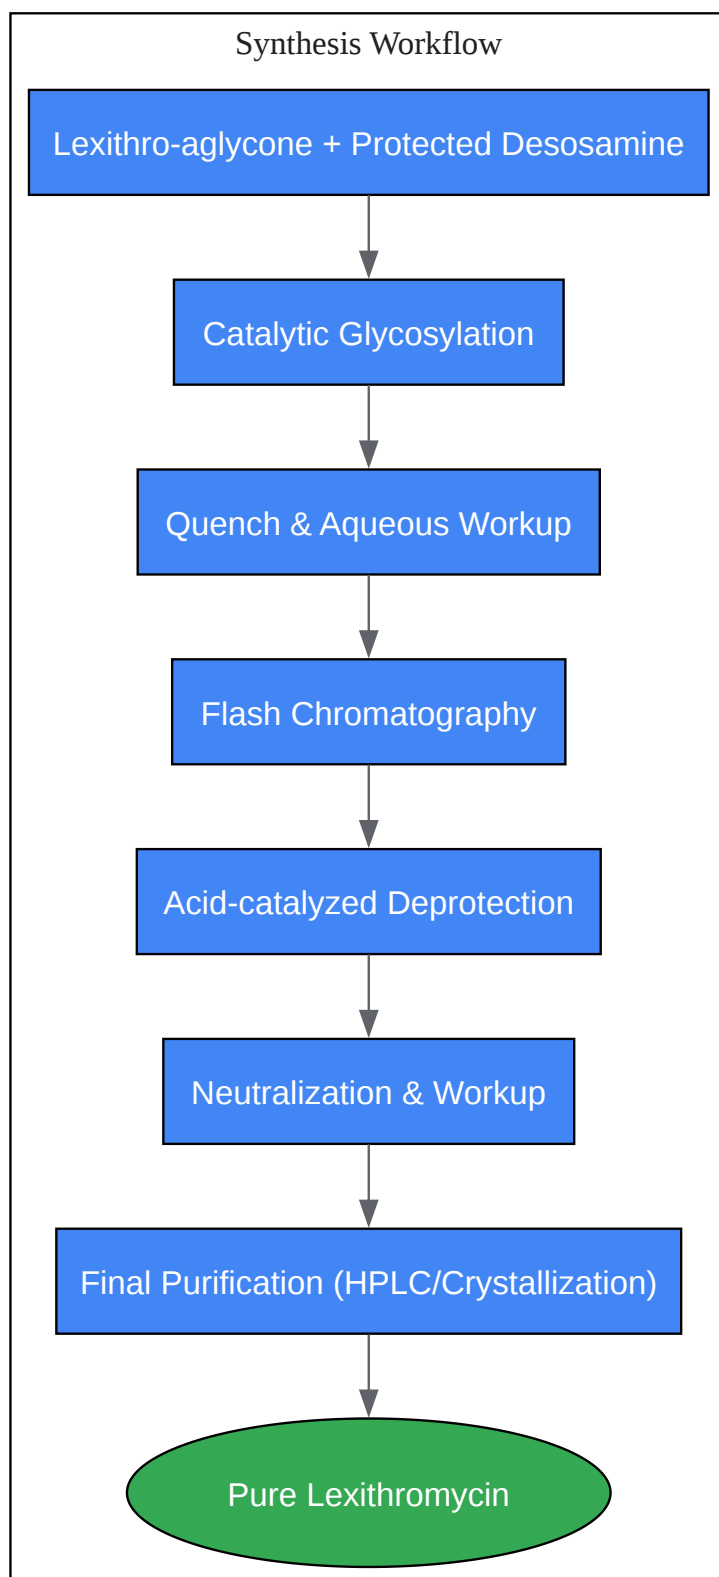 Synthesis Workflow
Lexithro-aglycone + Protected Desosamine
Catalytic Glycosylation
Quench & Aqueous Workup
Flash Chromatography
Acid-catalyzed Deprotection
Neutralization & Workup
Final Purification (HPLC/Crystallization)
Pure Lexithromycin